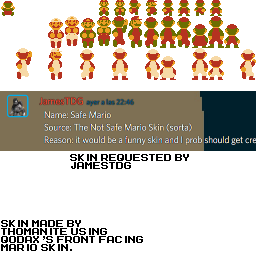 JamesTDG ayer a las 22:46
Name: Safe Mario
Source: The Not Safe Mario Skin (sorta)
Reason: it would be a funny skin and I prob should get cre
SKIN REQUESTED BY
JAMESTDG
SKIN MADE BY
THOMANITE USING
QODAX'S FRONT FACING
MARIO SKIN.